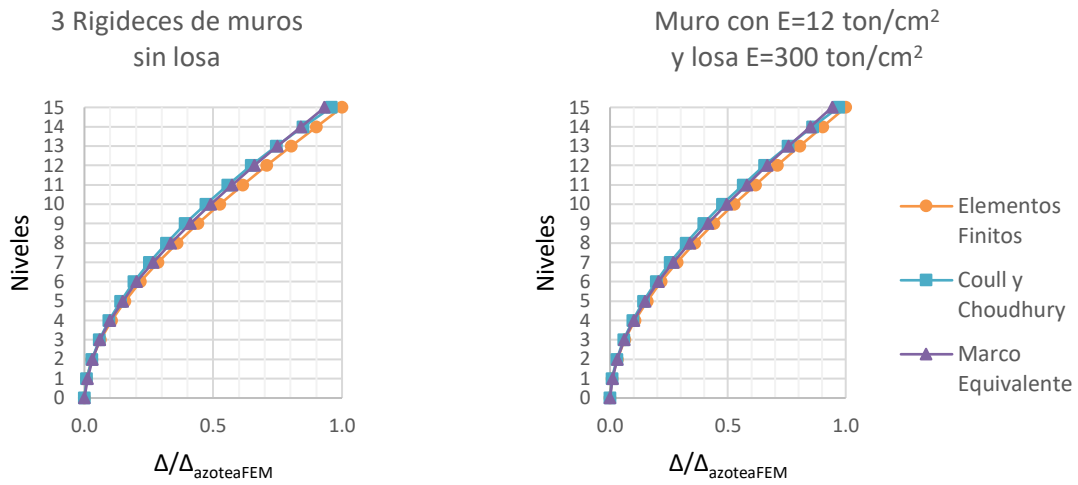 3 Rigideces de muros
sin losa
15
14
13
12
11
10
9
8
7
6
5
4
3
2
1
0
Niveles
0.0 0.5 1.0
Δ/Δazotea​FEM
Muro con E=12 ton/cm²
y losa E=300 ton/cm²
15
14
13
12
11
10
9
8
7
6
5
4
3
2
1
0
Niveles
0.0 0.5 1.0
Δ/ΔazoteaFEM
Elementos
Finitos
Coull y
Choudhury
Marco
Equivalente